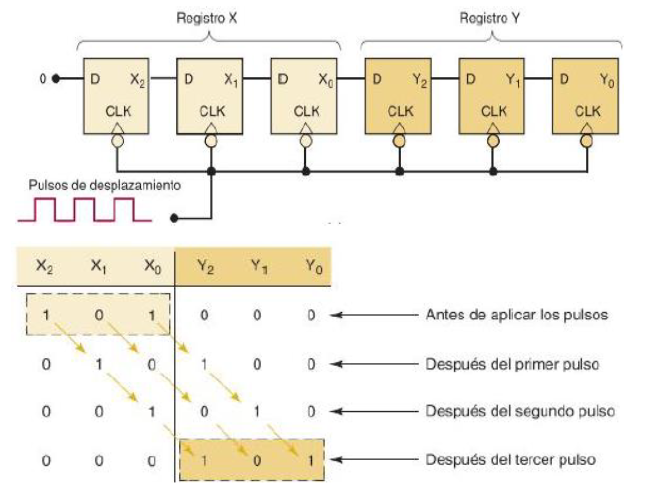 Registro X Registro Y
0 D X2 D X1 D X0 D Y2 D Y1 D Y0
CLK CLK CLK CLK CLK CLK
Pulsos de desplazamiento
X2 X1 X0 Y2 Y1 Y0
1 0 1 0 0 0 Antes de aplicar los pulsos
0 1 0 1 0 0 Después del primer pulso
0 0 1 0 1 0 Después del segundo pulso
0 0 0 1 0 1 Después del tercer pulso